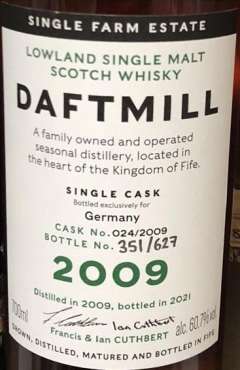 SINGLE FARM ESTATE
LOWLAND SINGLE MALT
SCOTCH WHISKY
DAFTMILL
A family owned and operated
seasonal distillery, located in
the heart of the Kingdom of Fife.
SINGLE CASK
Bottled exclusively for
Germany
CASK No. 024/2009
BOTTLE No. 351/627
2009
Distilled in 2009, bottled in 2021
700ml
Ian Cuthbert
alc. 60.7% vol
Francis & Ian CUTHBERT
GROWN, DISTILLED, MATURED AND BOTTLED IN FIFE